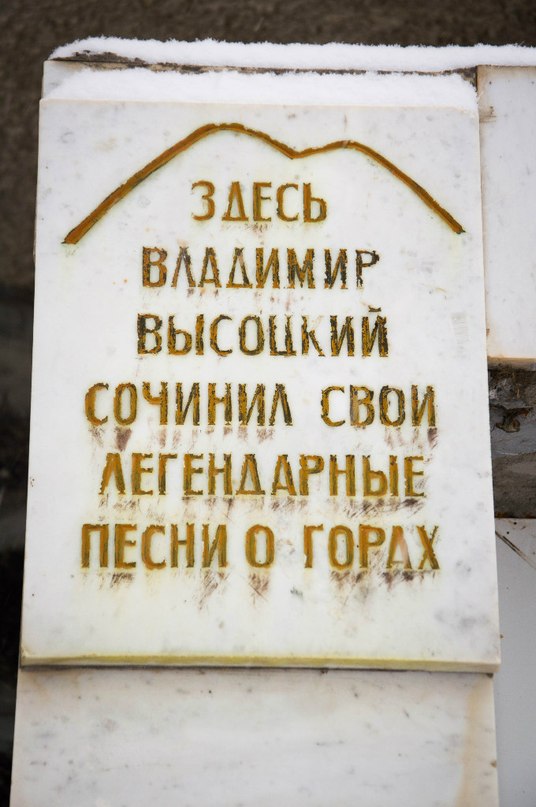 ЗДЕСЬ
ВЛАДИМИР
ВЫСОЦКИЙ
СОЧИНИЛ СВОИ
ЛЕГЕНДАРНЫЕ
ПЕСНИ О ГОРАХ